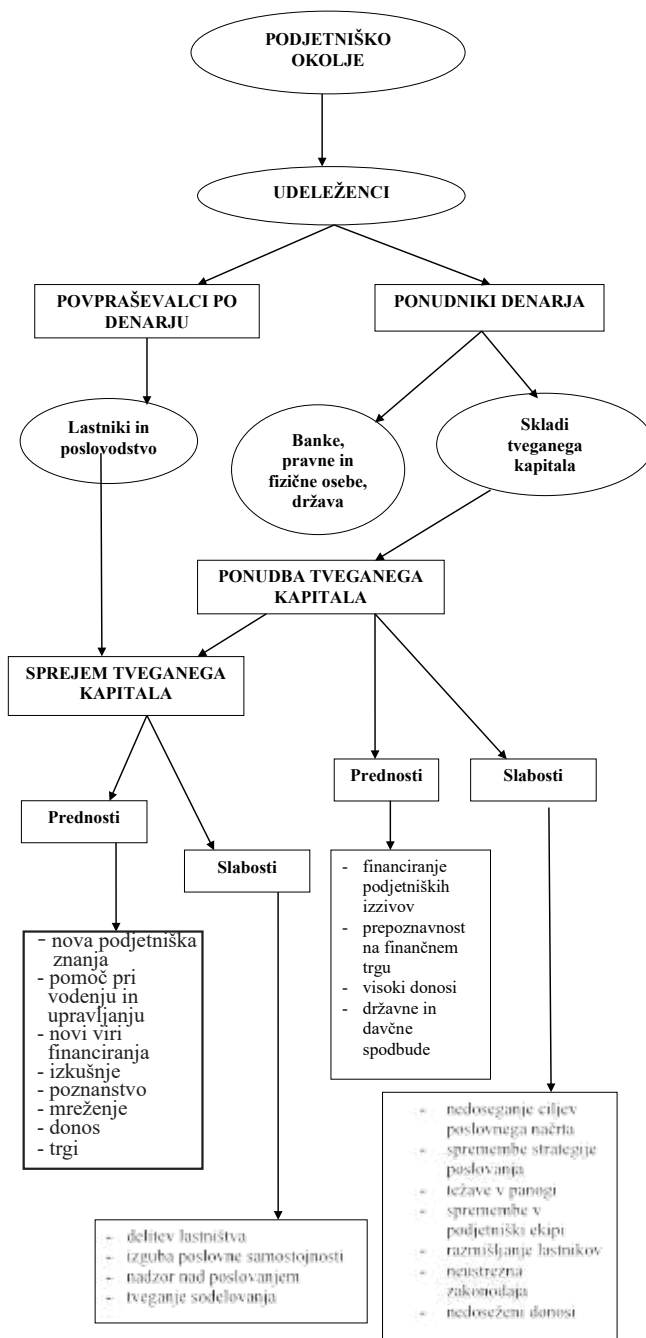 PODJETNIŠKO
OKOLJE
UDELEŽENCI
POVPRAŠEVALCI PO
DENARJU
PONUDNIKI DENARJA
Lastniki in
poslovodstvo
Banke,
pravne in
fizične osebe,
država
Skladi
tveganega
kapitala
PONUDBA TVEGANEGA
KAPITALA
SPREJEM TVEGANEGA
KAPITALA
Prednosti
Slabosti
Prednosti
Slabosti
- financiranje
podjetniških
izzivov
- prepoznavnost
na finančnem
trgu
- visoki donosi
- državne in
davčne
spodbude
- nova podjetniška
znanja
- pomoč pri
vodenju in
upravljanju
- novi viri
financiranja
- izkušnje
- poznanstvo
- mreženje
- donos
- trgi
- nedoseganje ciljev
poslovnega načrta
- spremembe strategije
poslovanja
- težave v panogi
- spremembe v
podjetniški ekipi
- razmišljanje lastnikov
- neustrezna
zakonodaja
- nedoseženi donosi
- delitev lastništva
- izguba poslovne samostojnosti
- nadzor nad poslovanjem
- tveganje sodelovanja